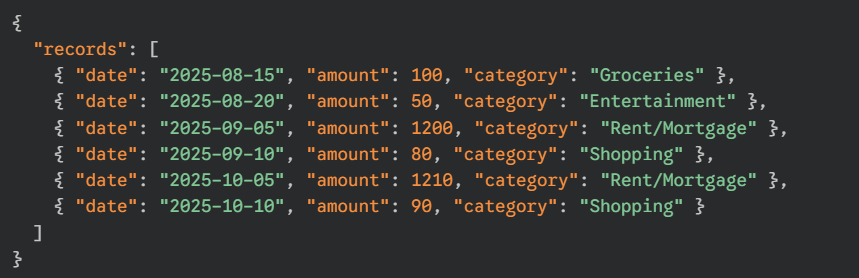 {
  "records": [
    { "date": "2025-08-15", "amount": 100, "category": "Groceries" },
    { "date": "2025-08-20", "amount": 50, "category": "Entertainment" },
    { "date": "2025-09-05", "amount": 1200, "category": "Rent/Mortgage" },
    { "date": "2025-09-10", "amount": 80, "category": "Shopping" },
    { "date": "2025-10-05", "amount": 1210, "category": "Rent/Mortgage" },
    { "date": "2025-10-10", "amount": 90, "category": "Shopping" }
  ]
}